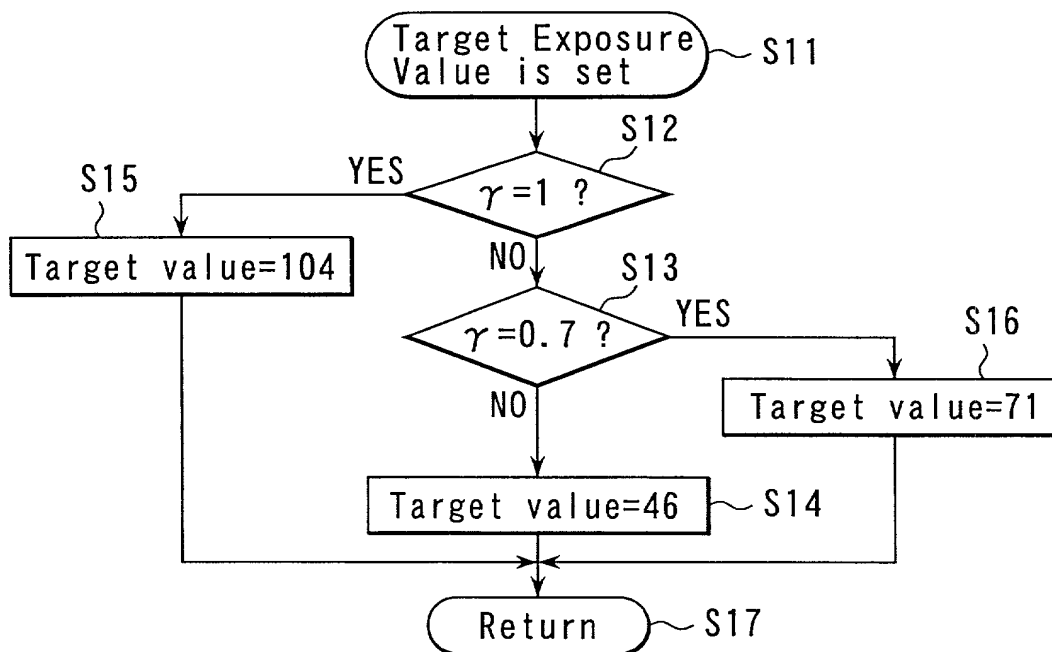 Target Exposure
Value is set
S11
S12
YES
S15
γ=1 ?
Target value=104
NO
S13
γ=0.7 ?
YES
S16
NO
Target value=71
Target value=46
S14
Return
S17